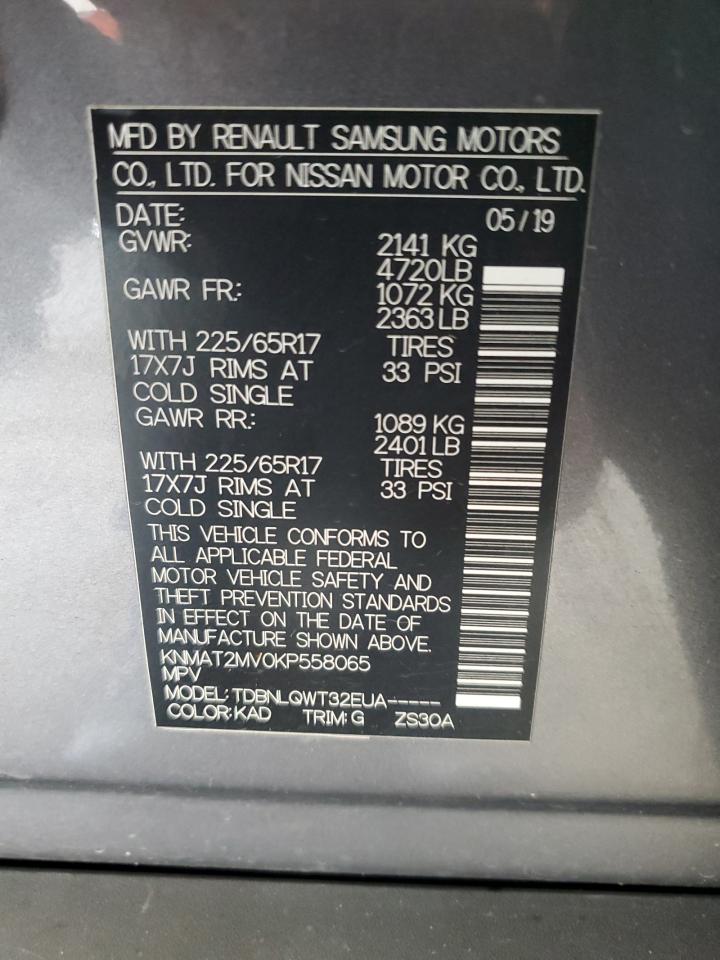 MFD BY RENAULT SAMSUNG MOTORS
CO., LTD. FOR NISSAN MOTOR CO., LTD.
DATE: 05/19
GVWR: 2141 KG
4720LB
GAWR FR.: 1072 KG
2363 LB
WITH 225/65R17 TIRES
17X7J RIMS AT 33 PSI
COLD SINGLE
GAWR RR.: 1089 KG
2401 LB
WITH 225/65R17 TIRES
17X7J RIMS AT 33 PSI
COLD SINGLE
THIS VEHICLE CONFORMS TO
ALL APPLICABLE FEDERAL
MOTOR VEHICLE SAFETY AND
THEFT PREVENTION STANDARDS
IN EFFECT ON THE DATE OF
MANUFACTURE SHOWN ABOVE.
KNMAT2MV0KP558065
MPV
MODEL: TDBNLQWT32EUA-----
COLOR: KAD TRIM: G ZS30A